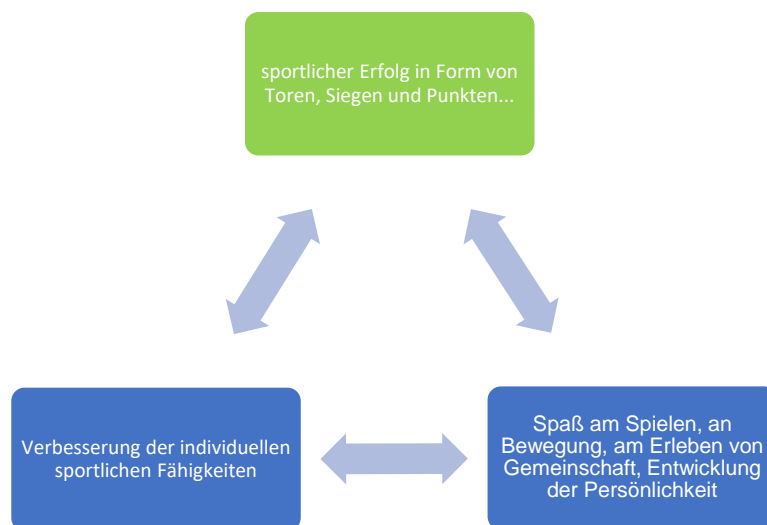 sportlicher Erfolg in Form von
Toren, Siegen und Punkten...
Verbesserung der individuellen
sportlichen Fähigkeiten
Spaß am Spielen, an
Bewegung, am Erleben von
Gemeinschaft, Entwicklung
der Persönlichkeit